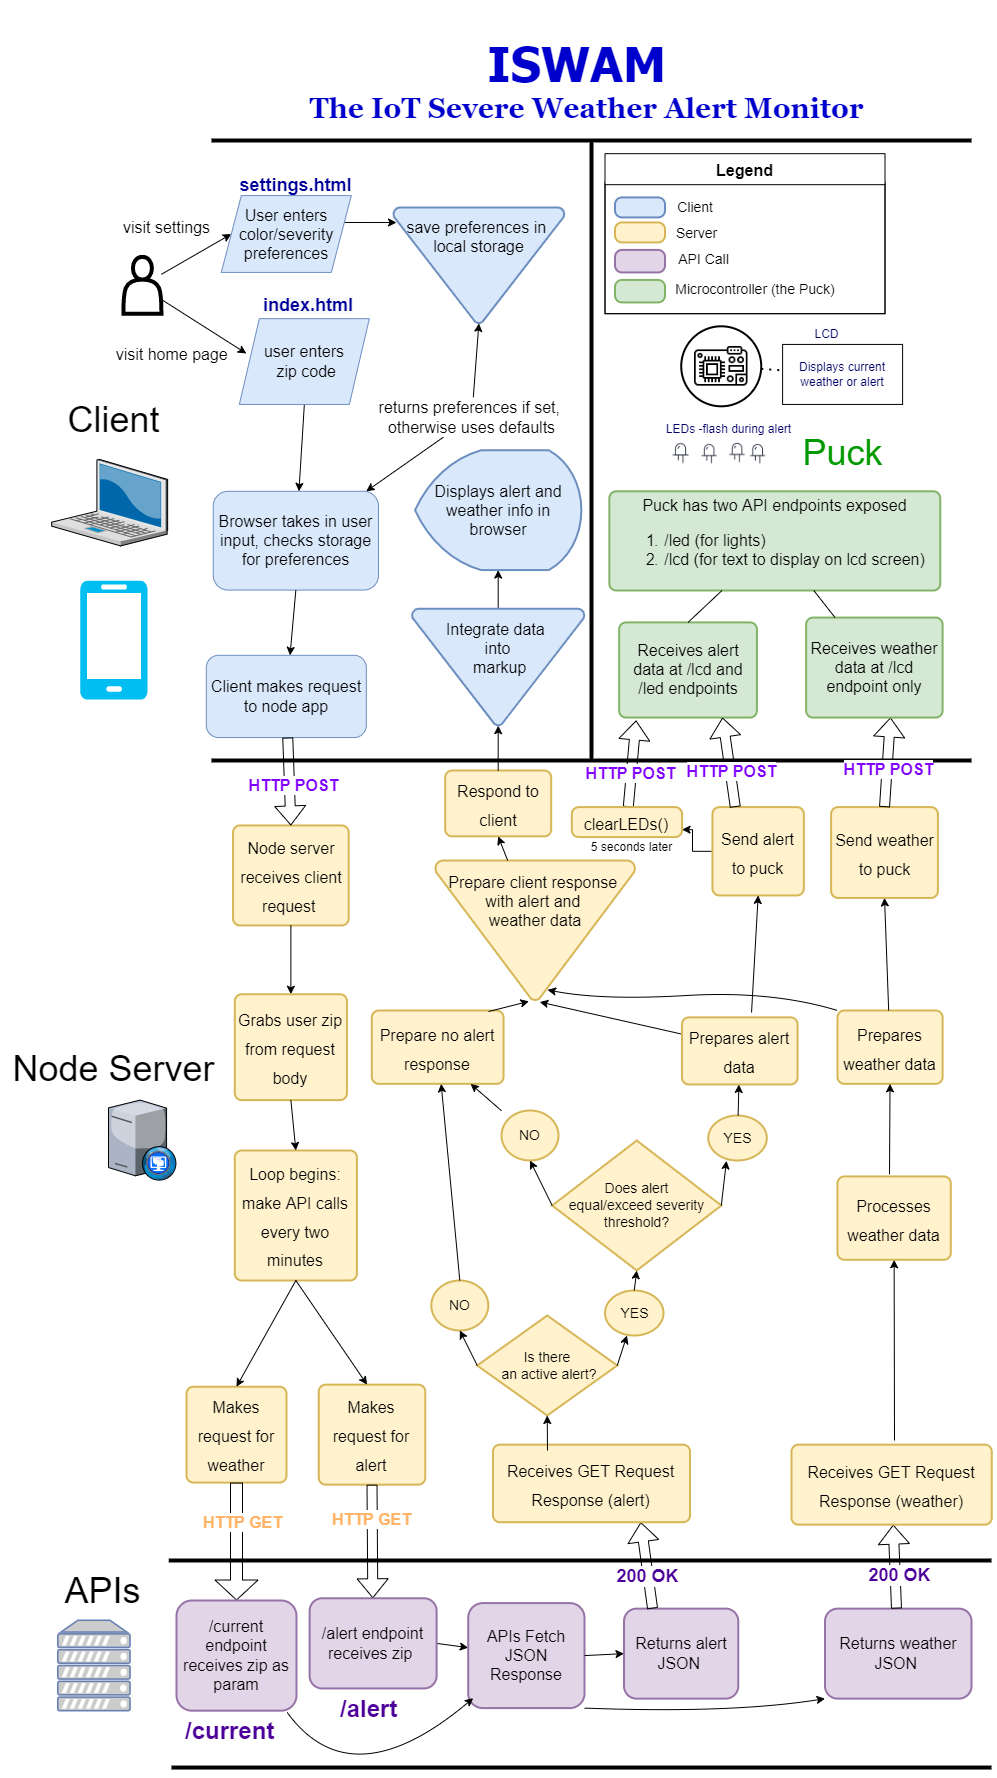 ISWAM
The IoT Severe Weather Alert Monitor
settings.html
visit settings
User enters
color/severity
preferences
save preferences in
local storage
index.html
visit home page
user enters
zip code
returns preferences if set,
otherwise uses defaults
Client
Browser takes in user
input, checks storage
for preferences
Displays alert and
weather info in
browser
Client makes request
to node app
Integrate data
into
markup
Legend
Client
Server
API Call
Microcontroller (the Puck)
LCD
Displays current
weather or alert
LEDs -flash during alert
Puck
Puck has two API endpoints exposed
1. /led (for lights)
2. /lcd (for text to display on lcd screen)
Receives alert
data at /lcd and
/led endpoints
Receives weather
data at /lcd
endpoint only
HTTP POST
HTTP POST
HTTP POST
HTTP POST
Node server
receives client
request
Respond to
client
clearLEDs()
5 seconds later
Send alert
to puck
Send weather
to puck
Prepare client response
with alert and
weather data
Node Server
Grabs user zip
from request
body
Prepare no alert
response
Prepares alert
data
Prepares
weather data
NO
YES
Loop begins:
make API calls
every two
minutes
Does alert
equal/exceed severity
threshold?
Processes
weather data
NO
YES
Is there
an active alert?
Makes
request for
weather
Makes
request for
alert
Receives GET Request
Response (alert)
Receives GET Request
Response (weather)
HTTP GET
HTTP GET
200 OK
200 OK
APIs
/current
endpoint
receives zip as
param
/alert endpoint
receives zip
APIs Fetch
JSON
Response
Returns alert
JSON
Returns weather
JSON
/current
/alert